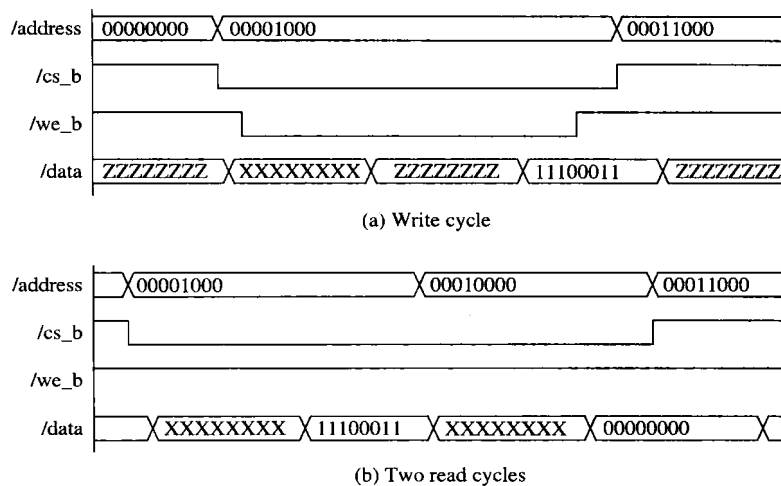 /address 00000000 00001000 00011000
/cs_b
/we_b
/data ZZZZZZZZ XXXXXXXX ZZZZZZZZ 11100011 ZZZZZZZZ
(a) Write cycle
/address 00001000 00010000 00011000
/cs_b
/we_b
/data XXXXXXXX 11100011 XXXXXXXX 00000000
(b) Two read cycles